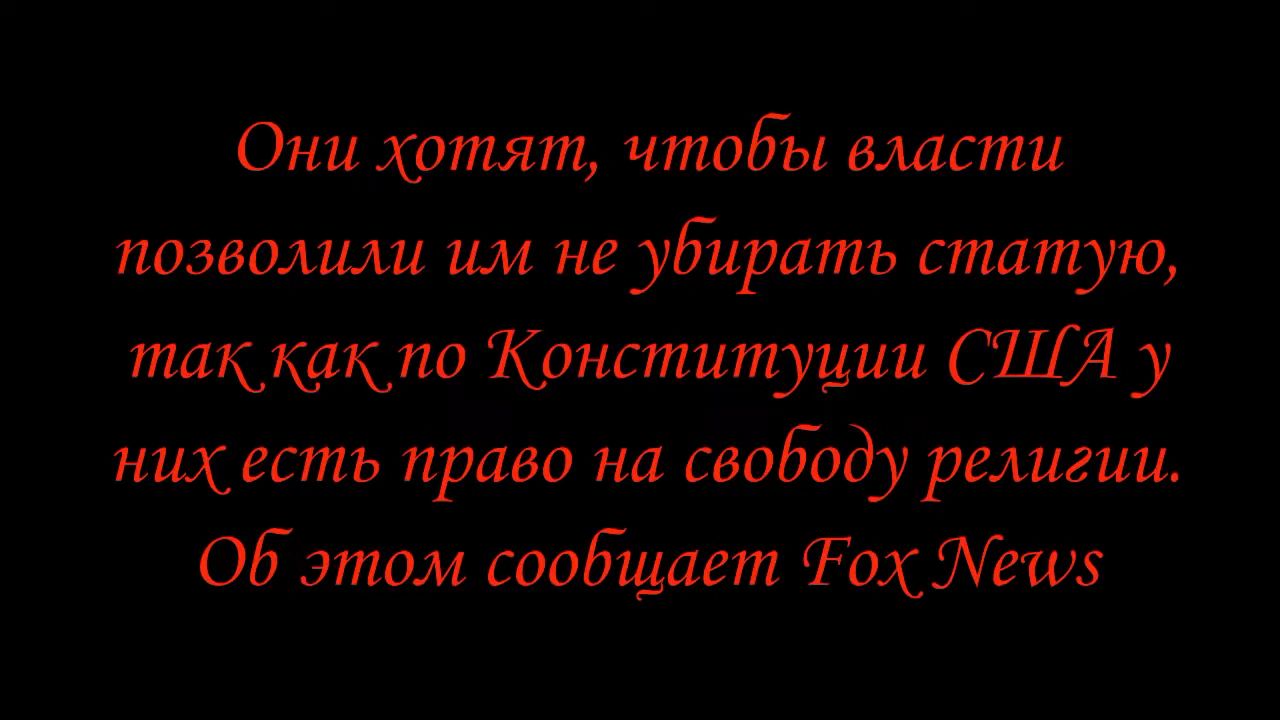 Они хотят, чтобы власти
позволили им не убирать статую,
так как по Конституции США у
них есть право на свободу религии.
Об этом сообщает Fox News